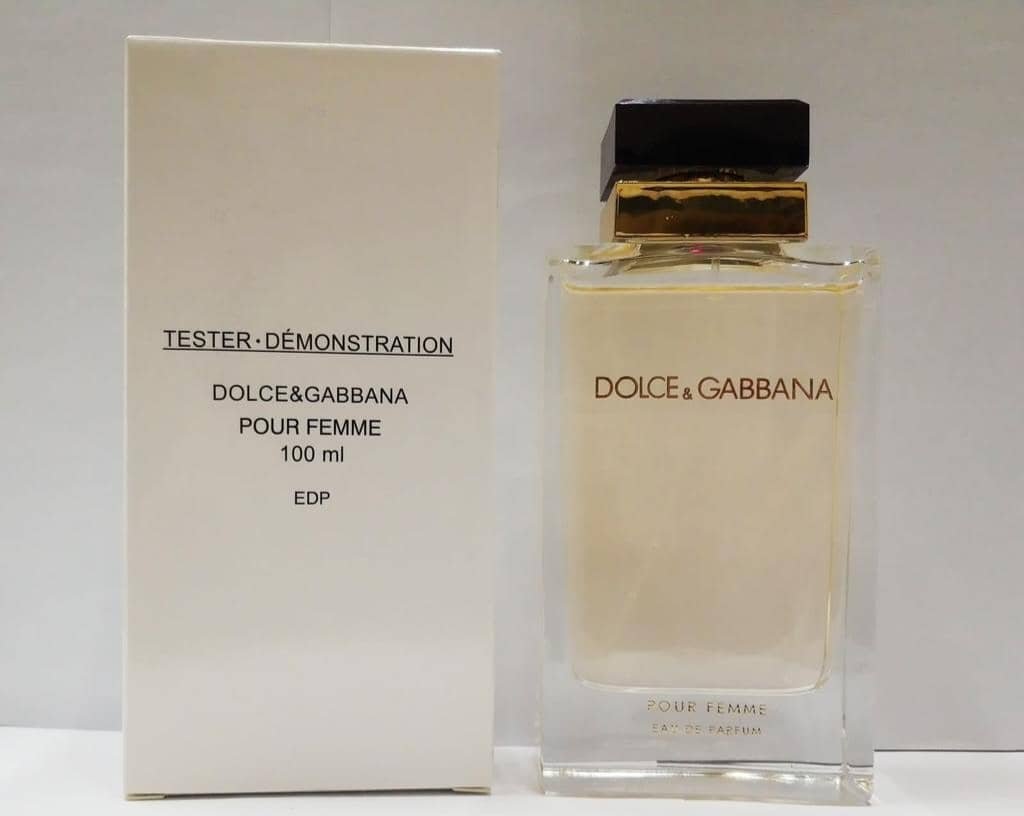 TESTER·DÉMONSTRATION
DOLCE&GABBANA
POUR FEMME
100 ml
EDP
DOLCE & GABBANA
POUR FEMME
EAU DE PARFUM